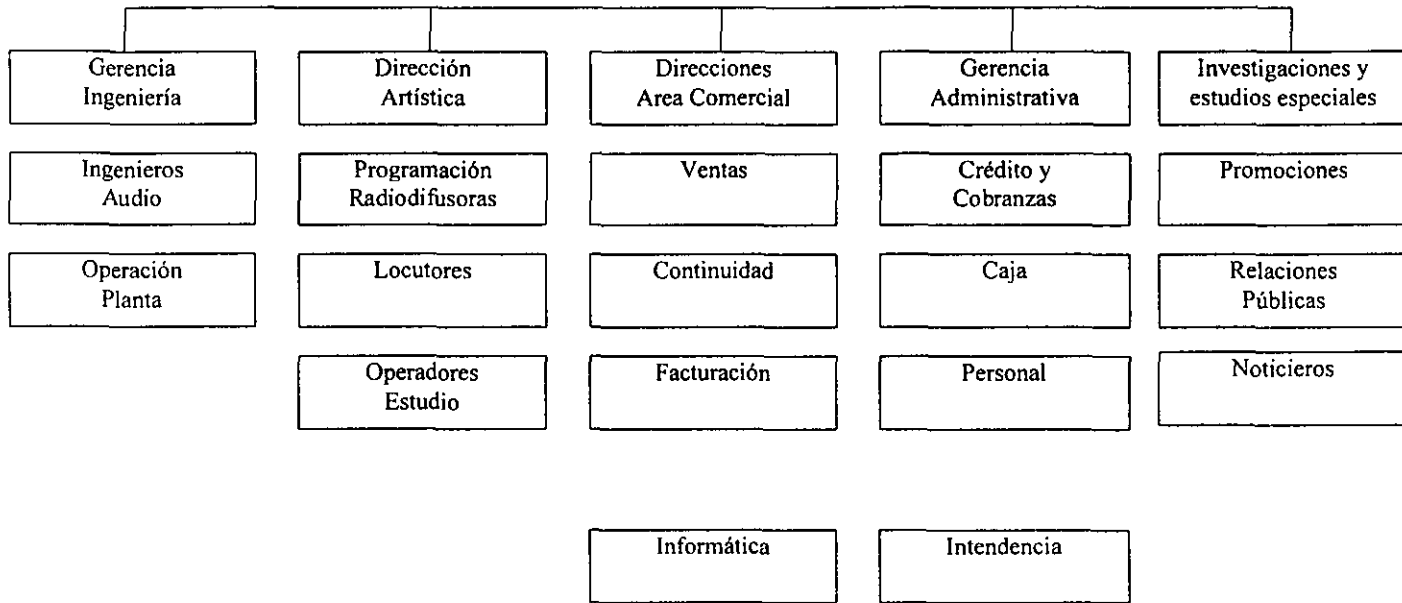 Gerencia
Ingeniería
Dirección
Artística
Direcciones
Area Comercial
Gerencia
Administrativa
Investigaciones y
estudios especiales
Ingenieros
Audio
Programación
Radiodifusoras
Ventas
Crédito y
Cobranzas
Promociones
Operación
Planta
Locutores
Continuidad
Caja
Relaciones
Públicas
Operadores
Estudio
Facturación
Personal
Noticieros
Informática
Intendencia